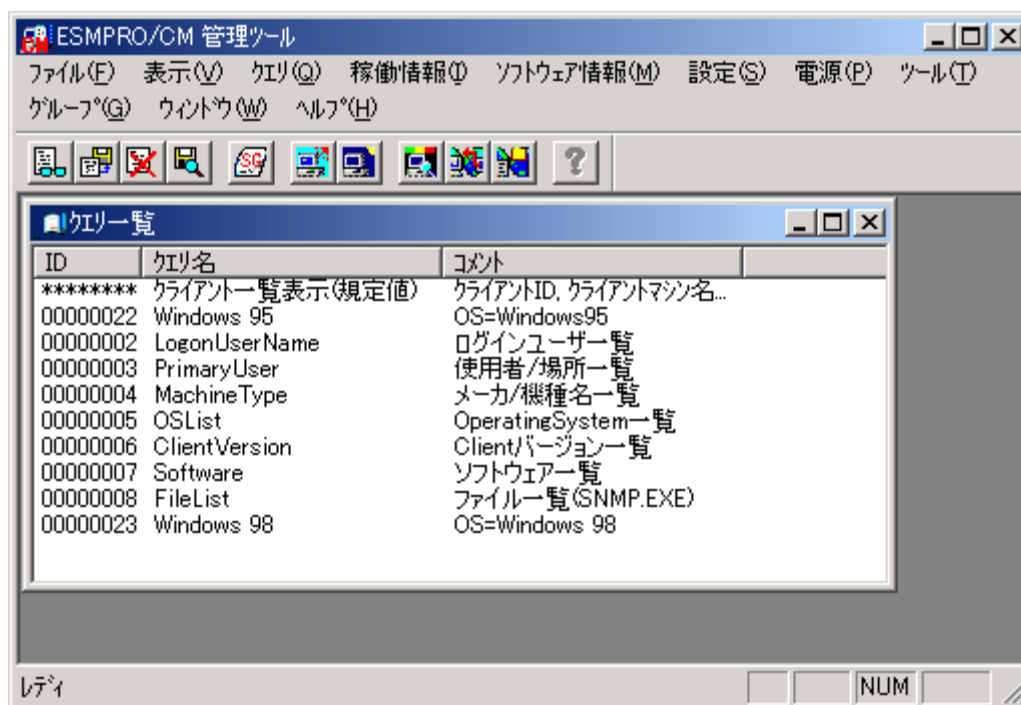 ESMPRO/CM 管理ツール
ファイル(F) 表示(V) クエリ(Q) 稼働情報(I) ソフトウェア情報(M) 設定(S) 電源(P) ツール(T)
グループ(G) ウィンドウ(W) ヘルプ(H)
SG ?
クエリ一覧
ID クエリ名 コメント
******** クライアント一覧表示(規定値) クライアントID, クライアントマシン名...
00000022 Windows 95 OS=Windows95
00000002 LogonUserName ログインユーザー一覧
00000003 PrimaryUser 使用者/場所一覧
00000004 MachineType メーカ/機種名一覧
00000005 OSList OperatingSystem一覧
00000006 ClientVersion Clientバージョン一覧
00000007 Software ソフトウェア一覧
00000008 FileList ファイル一覧(SNMP.EXE)
00000023 Windows 98 OS=Windows 98
レディ NUM